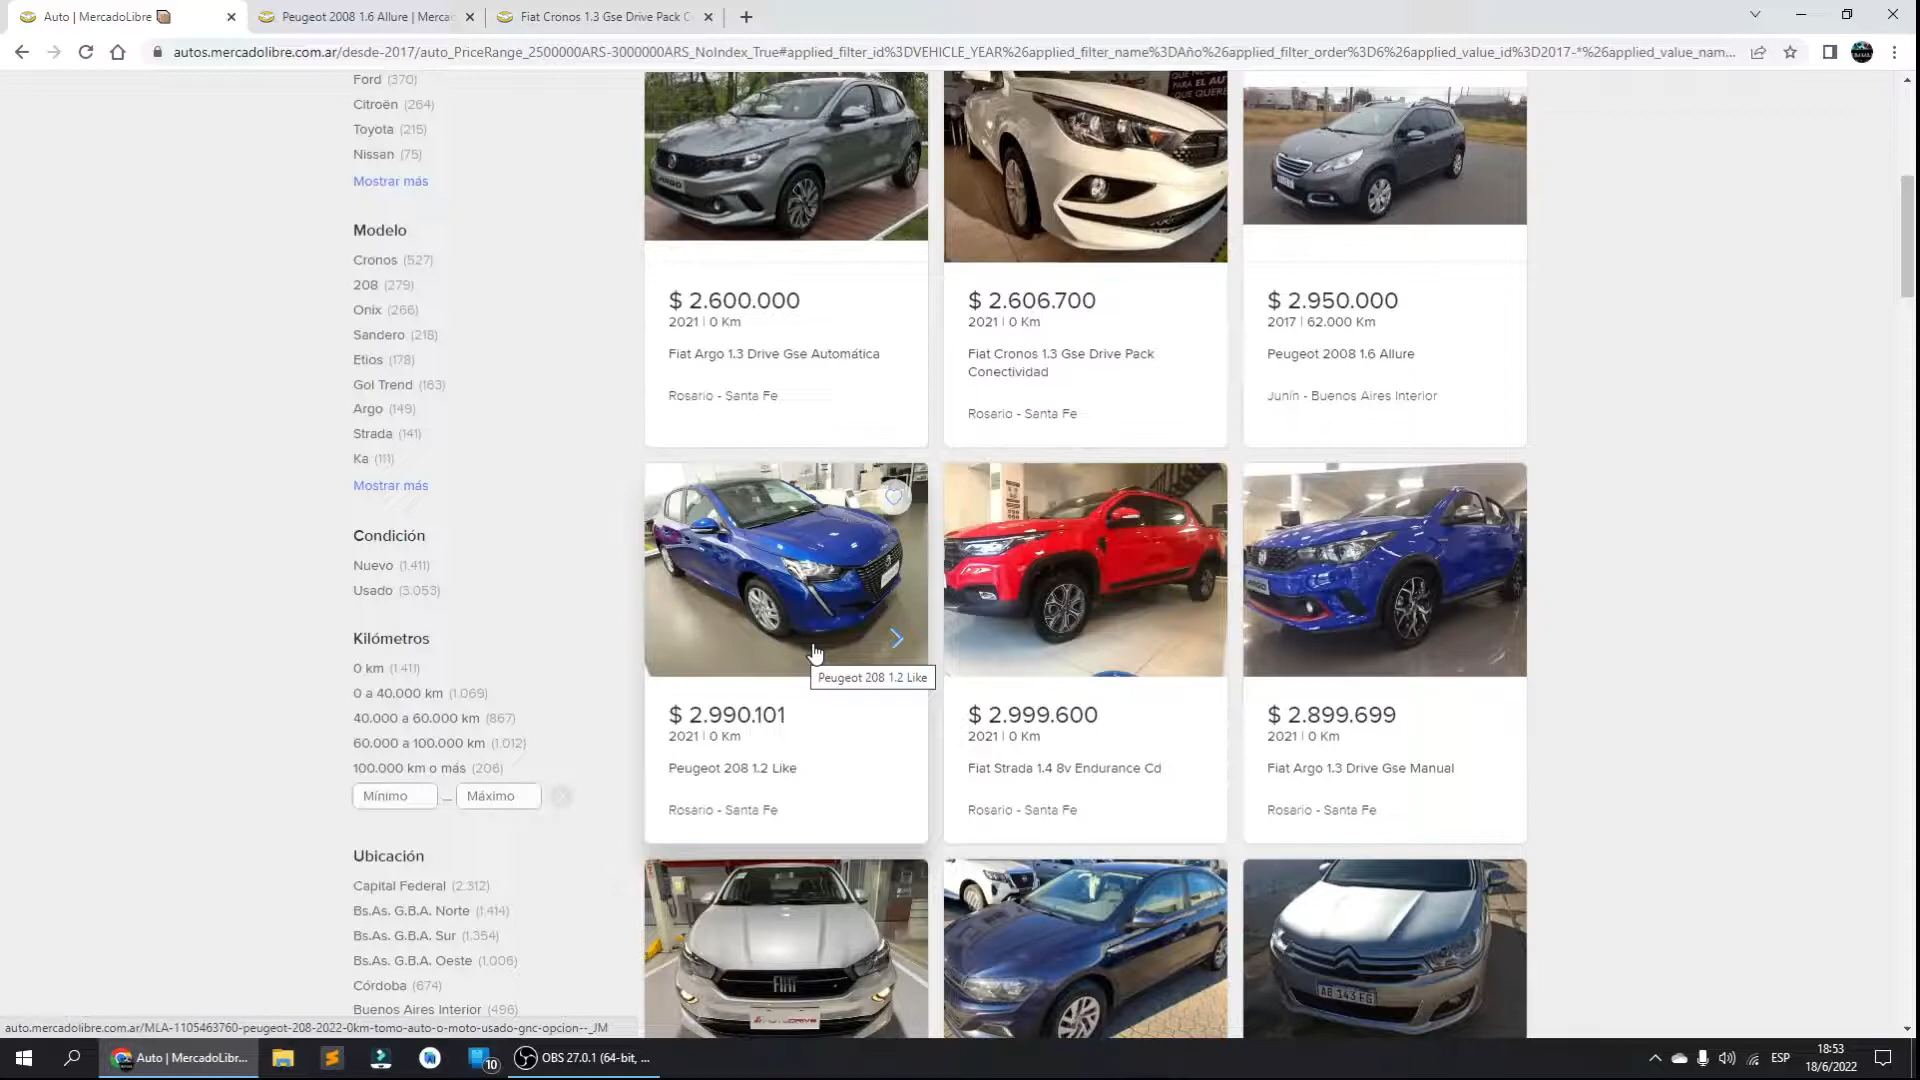 Auto | MercadoLibre
Peugeot 2008 1.6 Allure | Merca
Fiat Cronos 1.3 Gse Drive Pack C
autos.mercadolibre.com.ar/desde-2017/auto_PriceRange_2500000ARS-3000000ARS_NoIndex_True#applied_filter_id%3DVEHICLE_YEAR%26applied_filter_name%3DAño%26applied_filter_order%3D6%26applied_value_id%3D2017-*%26applied_value_nam...
Ford (370)
Citroën (264)
Toyota (215)
Nissan (75)
Mostrar más
Modelo
Cronos (527)
208 (279)
Onix (266)
Sandero (218)
Etios (178)
Gol Trend (163)
Argo (149)
Strada (141)
Ka (111)
Mostrar más
Condición
Nuevo (1.411)
Usado (3.053)
Kilómetros
0 km (1.411)
0 a 40.000 km (1.069)
40.000 a 60.000 km (867)
60.000 a 100.000 km (1.012)
100.000 km o más (206)
Mínimo — Máximo
Ubicación
Capital Federal (2.312)
Bs.As. G.B.A. Norte (1.414)
Bs.As. G.B.A. Sur (1.354)
Bs.As. G.B.A. Oeste (1.006)
Córdoba (674)
Buenos Aires Interior (496)
ARGO
PARA EL AUT
QUE QUERE
$ 2.600.000
2021 | 0 Km
Fiat Argo 1.3 Drive Gse Automática
Rosario - Santa Fe
$ 2.606.700
2021 | 0 Km
Fiat Cronos 1.3 Gse Drive Pack
Conectividad
Rosario - Santa Fe
$ 2.950.000
2017 | 62.000 Km
Peugeot 2008 1.6 Allure
Junín - Buenos Aires Interior
Peugeot 208 1.2 Like
$ 2.990.101
2021 | 0 Km
Peugeot 208 1.2 Like
Rosario - Santa Fe
$ 2.999.600
2021 | 0 Km
Fiat Strada 1.4 8v Endurance Cd
Rosario - Santa Fe
ARGO
$ 2.899.699
2021 | 0 Km
Fiat Argo 1.3 Drive Gse Manual
Rosario - Santa Fe
FIAT
AUTODRIVE
AB 143 FG
auto.mercadolibre.com.ar/MLA-1105463760-peugeot-208-2022-0km-tomo-auto-o-moto-usado-gnc-opcion--_JM
Auto | MercadoLibr...
10
OBS 27.0.1 (64-bit, ...
ESP
18:53
18/6/2022